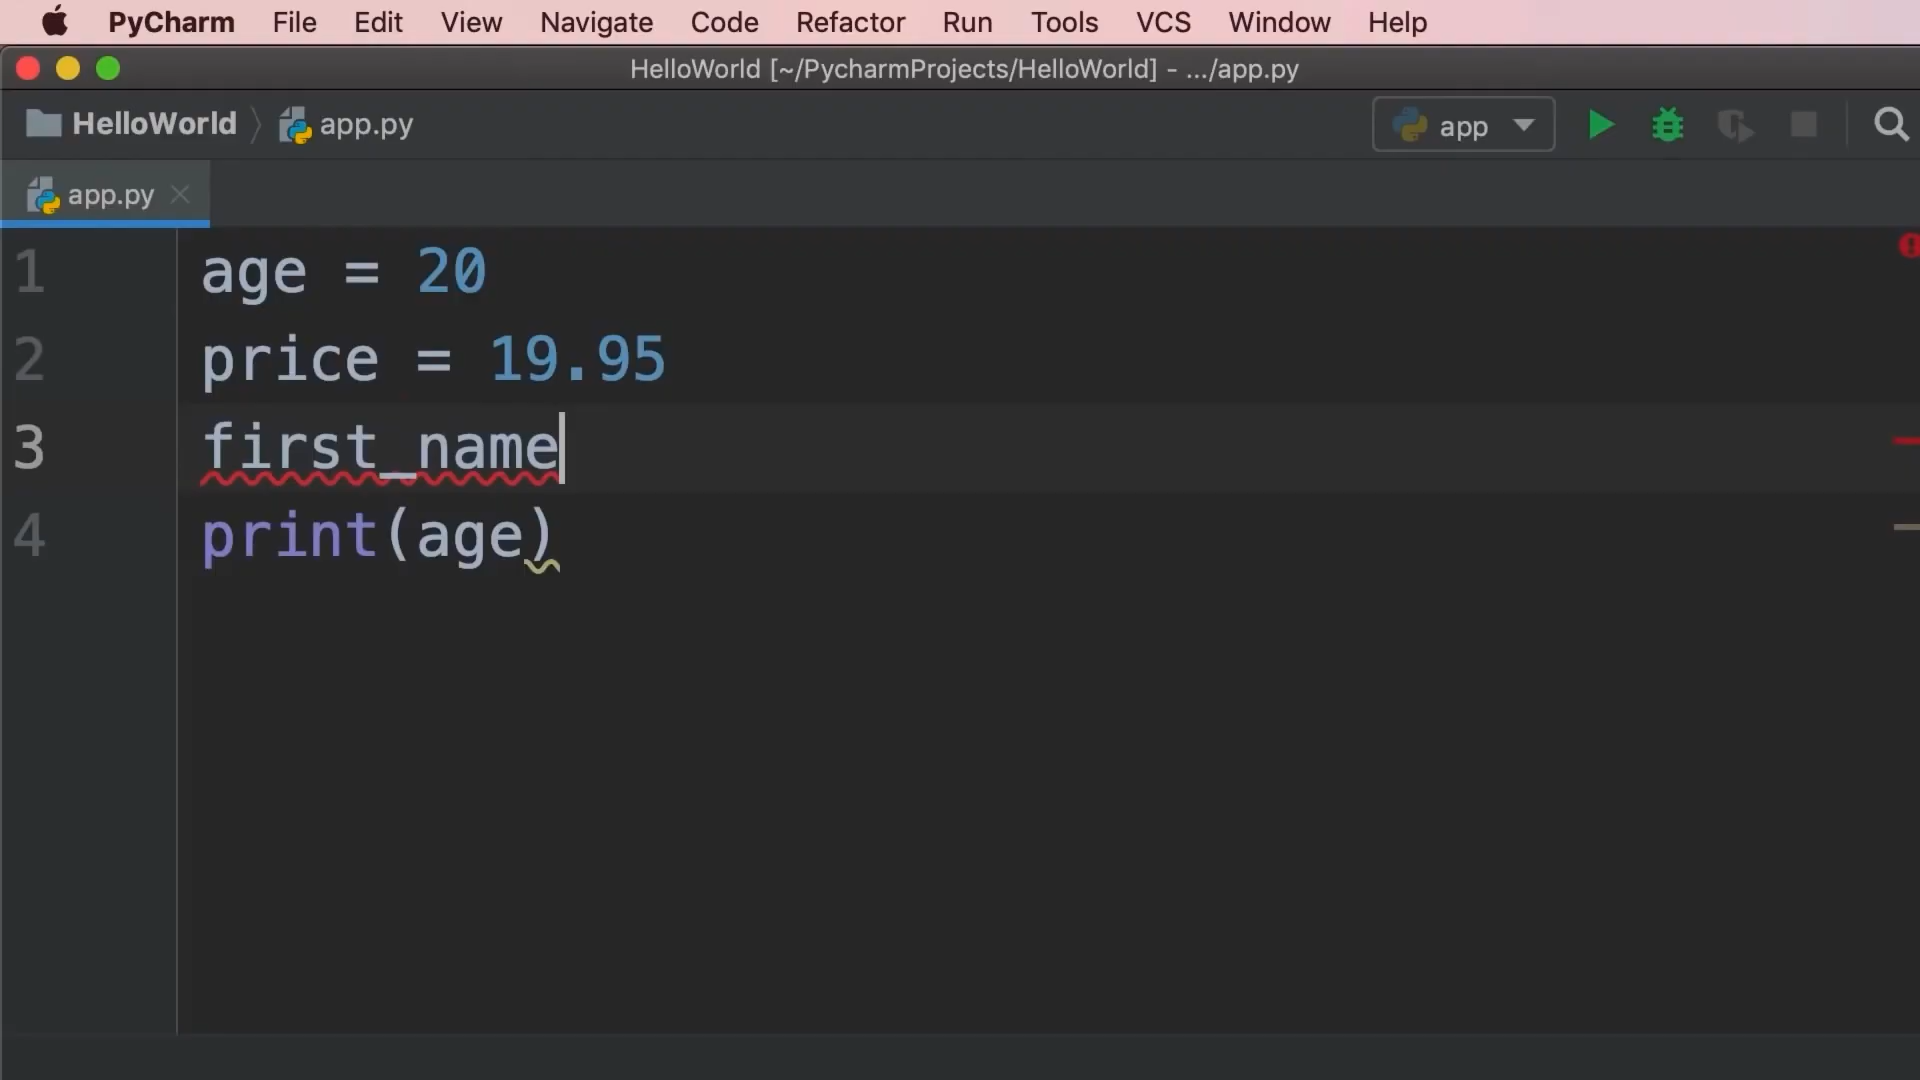 PyCharm File Edit View Navigate Code Refactor Run Tools VCS Window Help
HelloWorld [~/PycharmProjects/HelloWorld] - .../app.py
HelloWorld app.py app
app.py
1 age = 20
2 price = 19.95
3 first_name
4 print(age)